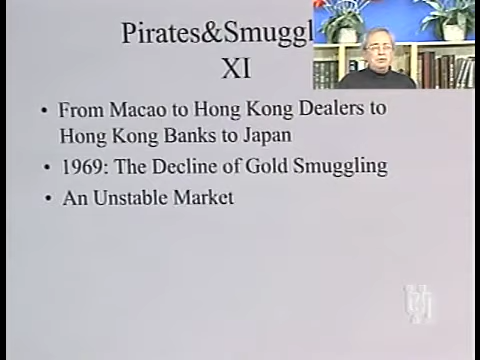 Pirates&Smuggl
XI
• From Macao to Hong Kong Dealers to
Hong Kong Banks to Japan
• 1969: The Decline of Gold Smuggling
• An Unstable Market